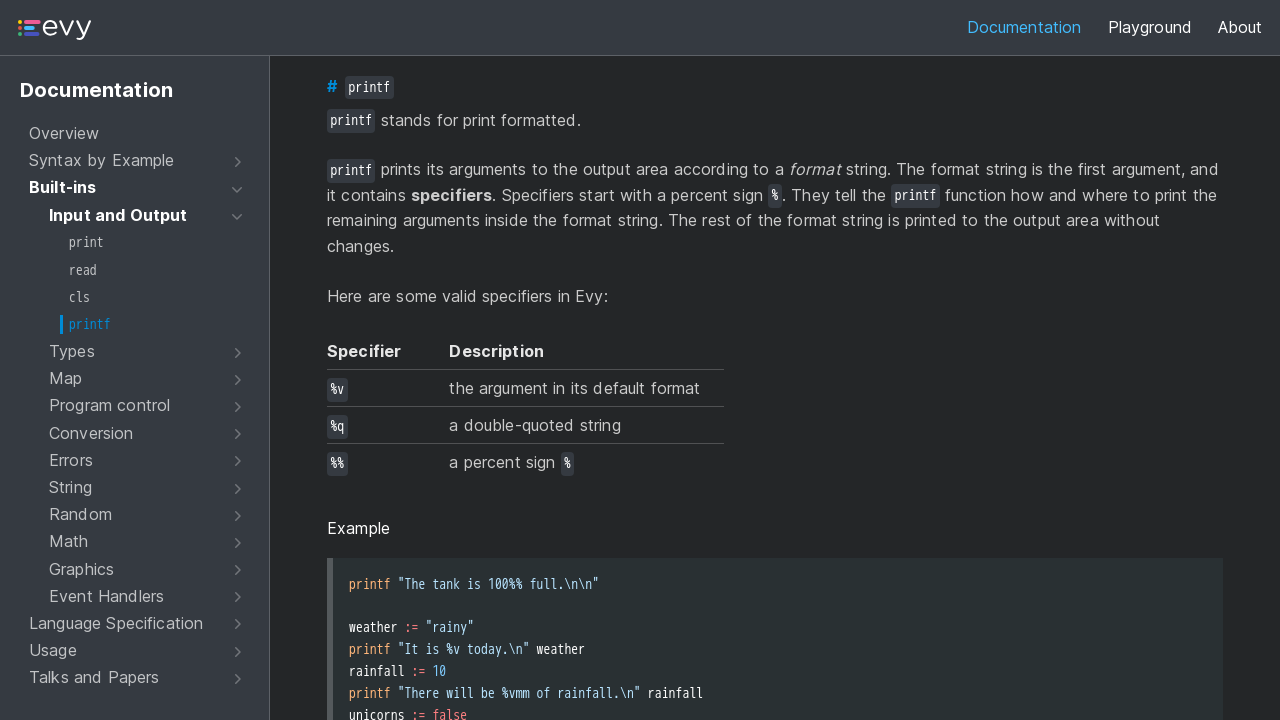 evy
Documentation
Playground
About
Documentation
Overview
Syntax by Example
Built-ins
Input and Output
print
read
cls
printf
Types
Map
Program control
Conversion
Errors
String
Random
Math
Graphics
Event Handlers
Language Specification
Usage
Talks and Papers
# printf
printf stands for print formatted.
printf prints its arguments to the output area according to a format string. The format string is the first argument, and
it contains specifiers. Specifiers start with a percent sign %. They tell the printf function how and where to print the
remaining arguments inside the format string. The rest of the format string is printed to the output area without
changes.
Here are some valid specifiers in Evy:
Specifier Description
%v the argument in its default format
%q a double-quoted string
%% a percent sign %
Example
printf "The tank is 100%% full.\n\n"
weather := "rainy"
printf "It is %v today.\n" weather
rainfall := 10
printf "There will be %vmm of rainfall.\n" rainfall
unicorns := false